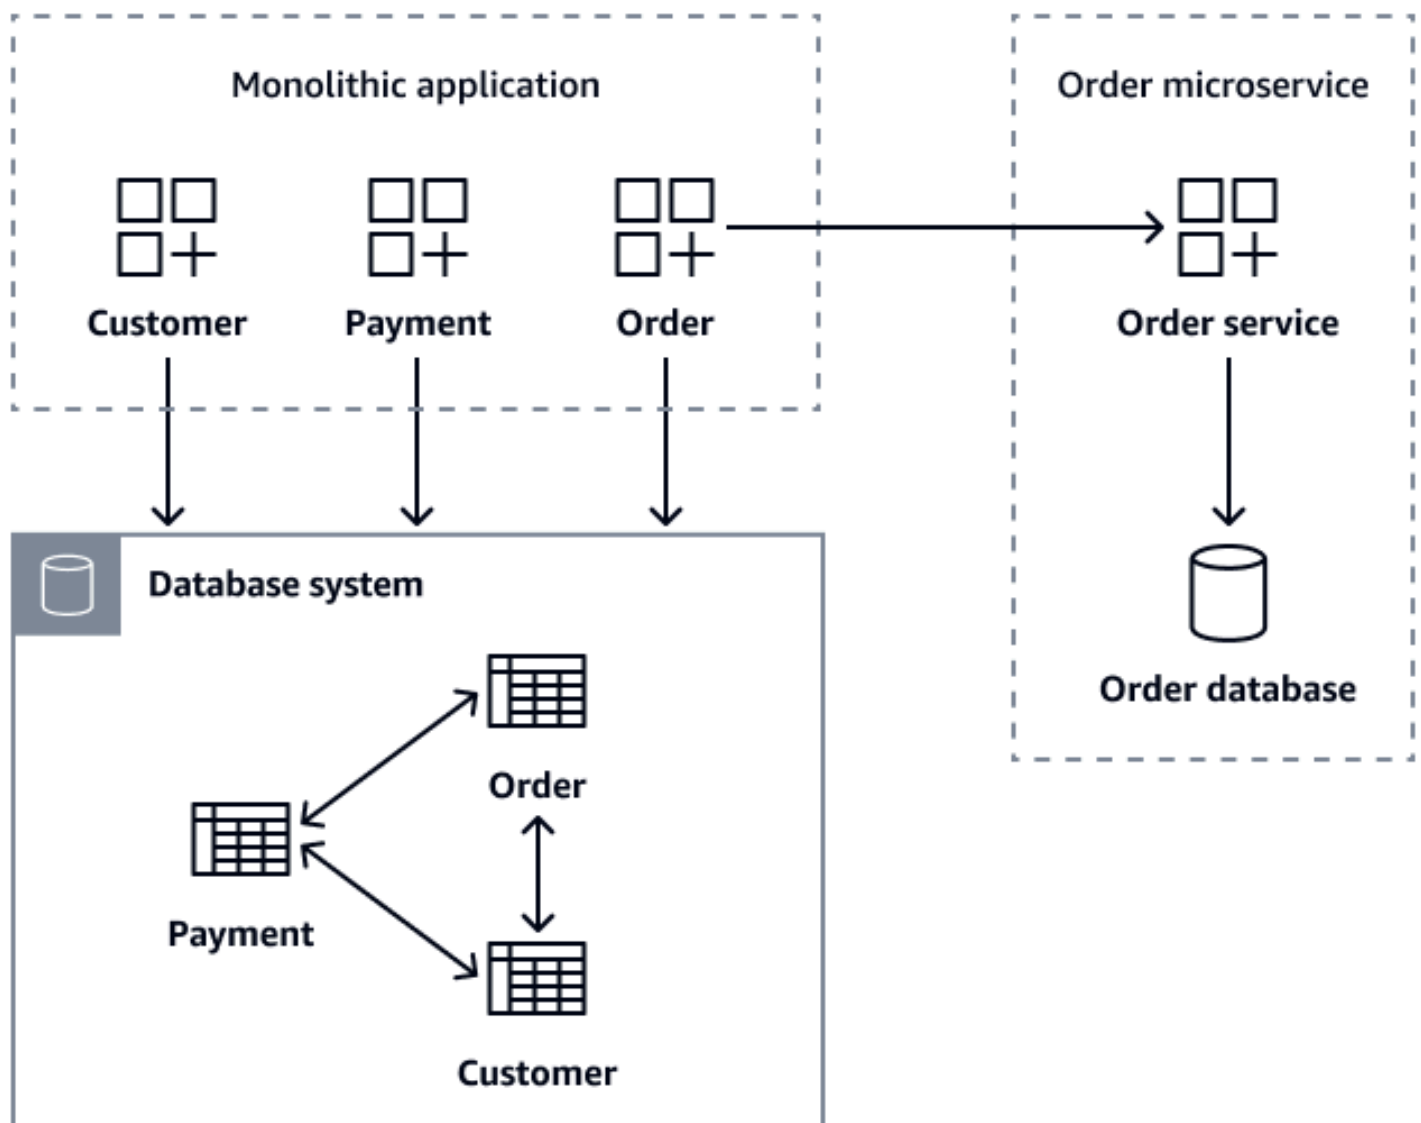 Monolithic application
Order microservice
Customer
Payment
Order
Order service
Database system
Order
Order database
Payment
Customer